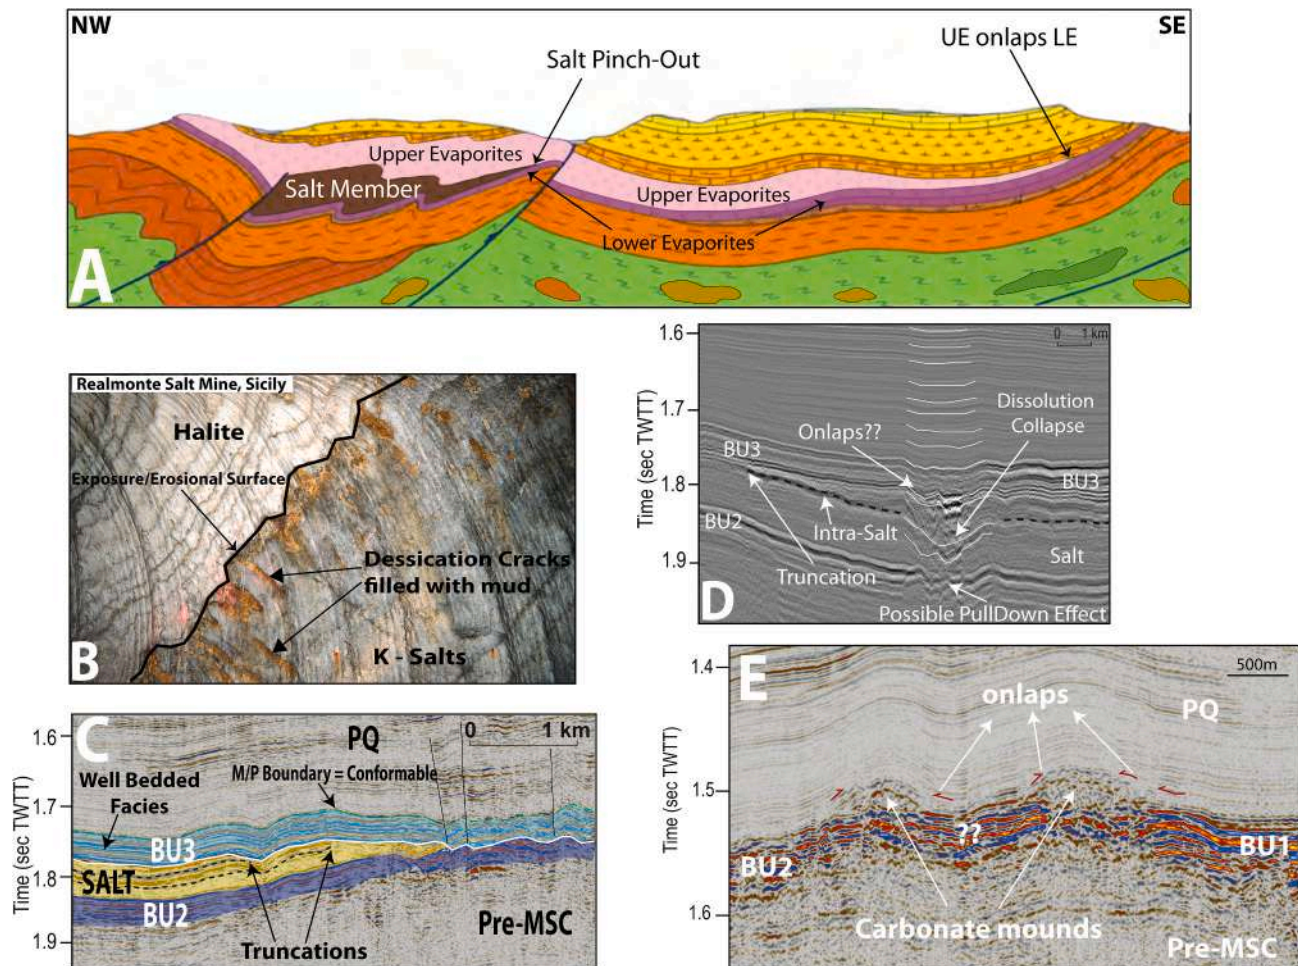 NW
SE
UE onlaps LE
Salt Pinch-Out
Upper Evaporites
Salt Member
Upper Evaporites
Lower Evaporites
A
Realmonte Salt Mine, Sicily
Halite
Exposure/Erosional Surface
Dessication Cracks
filled with mud
K - Salts
B
C
Time (sec TWTT)
1.6
1.7
1.8
1.9
PQ
0 1 km
Well Bedded
Facies
M/P Boundary = Conformable
BU3
SALT
BU2
Truncations
Pre-MSC
D
Time (sec TWTT)
1.6
1.7
1.8
1.9
0 1 km
Dissolution
Collapse
Onlaps??
BU3
BU3
BU2
Intra-Salt
Salt
Truncation
Possible PullDown Effect
E
Time (sec TWTT)
1.4
1.5
1.6
500m
onlaps
PQ
??
BU2
BU1
Carbonate mounds
Pre-MSC